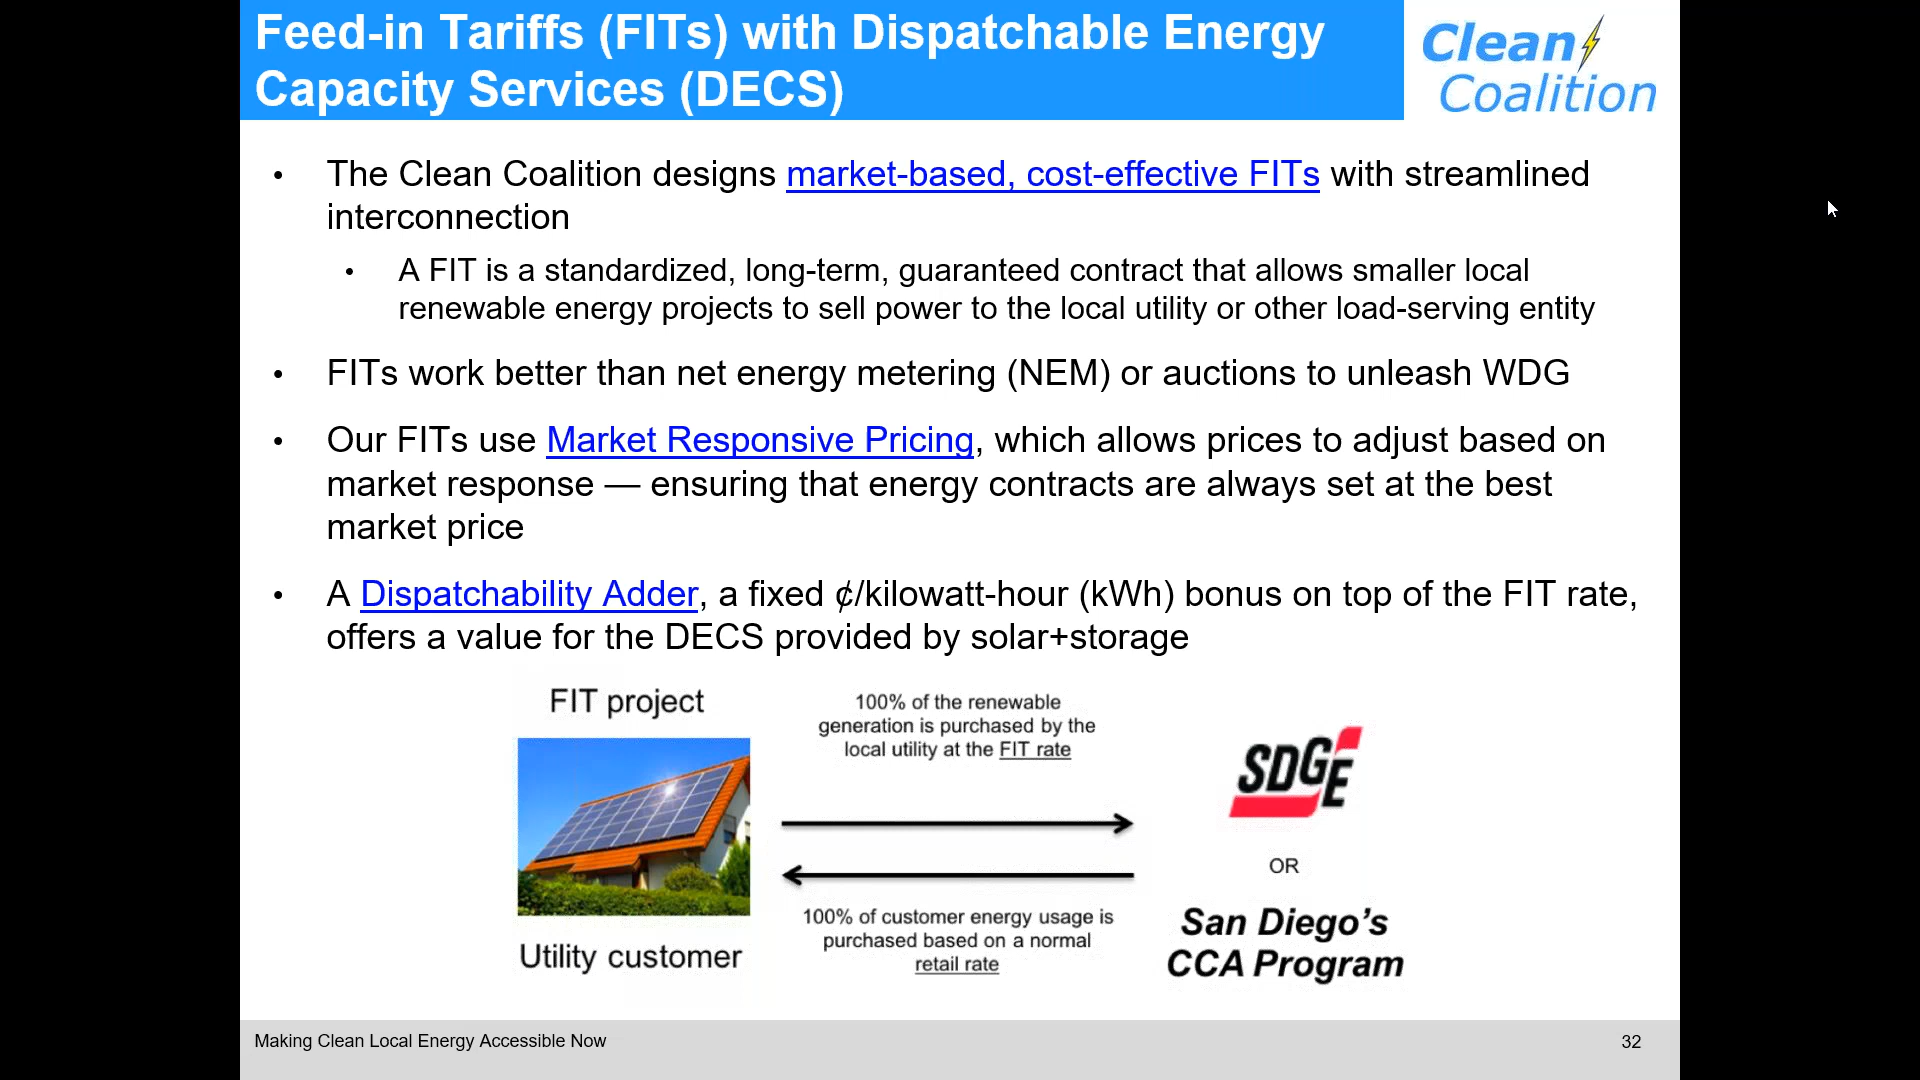 Feed-in Tariffs (FITs) with Dispatchable Energy
Capacity Services (DECS)
Clean
Coalition
• The Clean Coalition designs market-based, cost-effective FITs with streamlined
interconnection
• A FIT is a standardized, long-term, guaranteed contract that allows smaller local
renewable energy projects to sell power to the local utility or other load-serving entity
• FITs work better than net energy metering (NEM) or auctions to unleash WDG
• Our FITs use Market Responsive Pricing, which allows prices to adjust based on
market response — ensuring that energy contracts are always set at the best
market price
• A Dispatchability Adder, a fixed ¢/kilowatt-hour (kWh) bonus on top of the FIT rate,
offers a value for the DECS provided by solar+storage
FIT project
Utility customer
100% of the renewable
generation is purchased by the
local utility at the FIT rate
100% of customer energy usage is
purchased based on a normal
retail rate
SDGE
OR
San Diego’s
CCA Program
Making Clean Local Energy Accessible Now
32